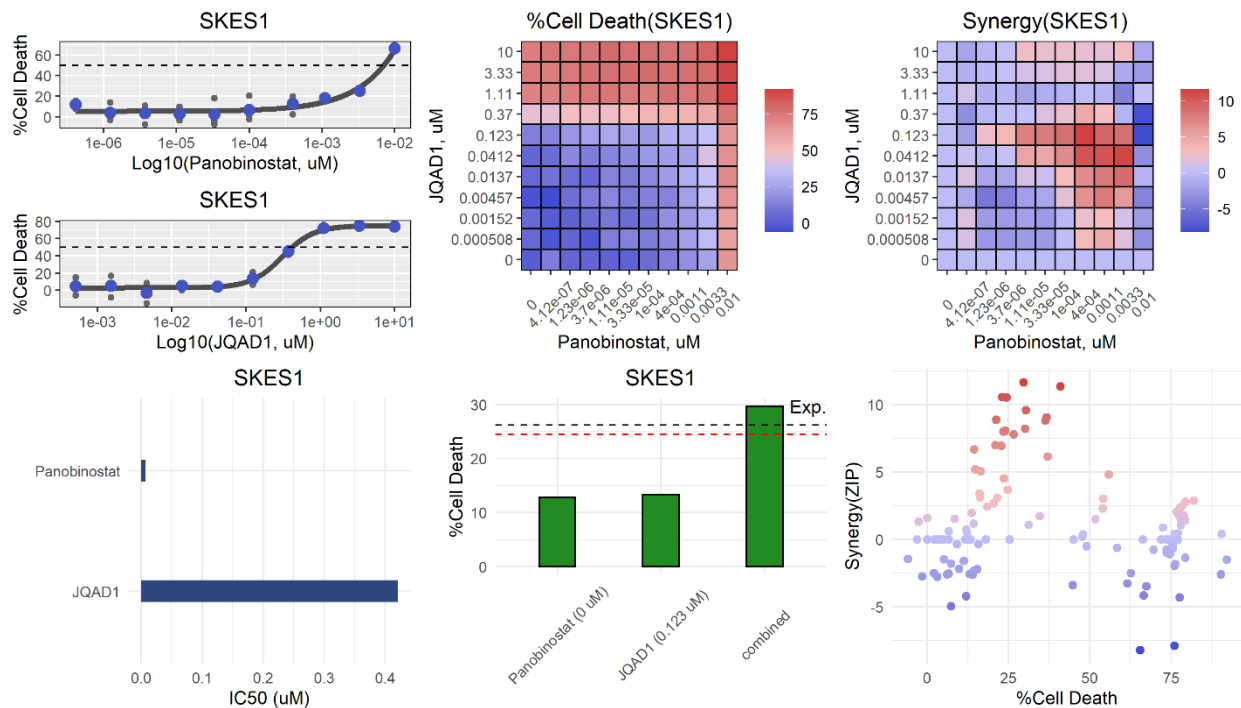 SKES1
%Cell Death
60
40
20
0
1e-06
1e-05
1e-04
1e-03
1e-02
Log10(Panobinostat, uM)
SKES1
%Cell Death
80
60
40
20
0
1e-03
1e-02
1e-01
1e+00
1e+01
Log10(JQAD1, uM)
%Cell Death(SKES1)
JQAD1, uM
10
3.33
1.11
0.37
0.123
0.0412
0.0137
0.00457
0.00152
0.000508
0
0
4.12e-07
1.23e-06
3.7e-06
1.11e-05
3.33e-05
1e-04
4e-04
0.0011
0.0033
0.01
Panobinostat, uM
75
50
25
0
Synergy(SKES1)
JQAD1, uM
10
3.33
1.11
0.37
0.123
0.0412
0.0137
0.00457
0.00152
0.000508
0
0
4.12e-07
1.23e-06
3.7e-06
1.11e-05
3.33e-05
1e-04
4e-04
0.0011
0.0033
0.01
Panobinostat, uM
10
5
0
-5
SKES1
Panobinostat
JQAD1
0.0
0.1
0.2
0.3
0.4
IC50 (uM)
SKES1
%Cell Death
30
20
10
0
Exp.
Panobinostat (0 uM)
JQAD1 (0.123 uM)
combined
Synergy(ZIP)
10
5
0
-5
0
25
50
75
%Cell Death